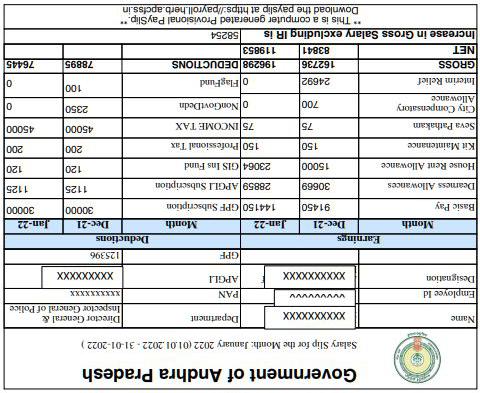 Government of Andhra Pradesh
Salary Slip for the Month: January 2022 (01.01.2022 - 31-01-2022 )
Name XXXXXXXXXXX Department Director General & Inspector General of Police
Employee Id XXXXXXXXX PAN xxxxxxxxxx
Designation XXXXXXXXXXX APGLI XXXXXXXXXX
GPF 125396
Earnings Deductions
Month Dec-21 Jan-22 Month Dec-21 Jan-22
Basic Pay 91450 144150 GPF Subscription 30000 30000
Dearness Allowances 30669 28859 APGLI Subscription 1125 1125
House Rent Allowance 15000 23064 GIS Ins Fund 120 120
Kit Maintenance 150 150 Professional Tax 200 200
Seva Pathakam 75 75 INCOME TAX 45000 45000
City Compensatory Allowance 700 0 NonGovDedn 2350 0
Interim Relief 24692 0 FlagFund 100 0
GROSS 162736 196298 DEDUCTIONS 78895 76445
NET 83841 119853
Increase in Gross Salary excluding IR is 58254
** This is a computer generated Provisional PaySlip. **
Download the payslip at https://payroll.herb.apcfss.in